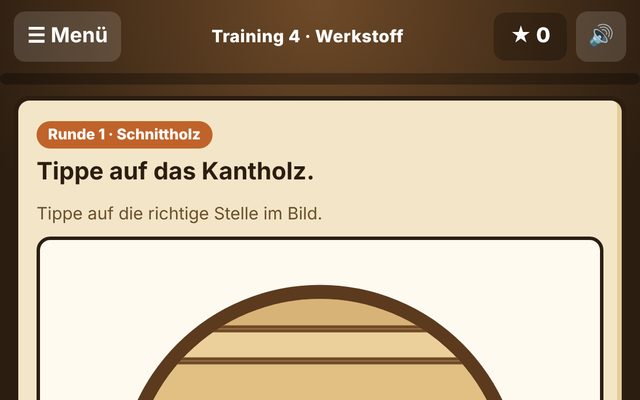 ☰ Menü
Training 4 · Werkstoff
★ 0
Runde 1 · Schnittholz
Tippe auf das Kantholz.
Tippe auf die richtige Stelle im Bild.